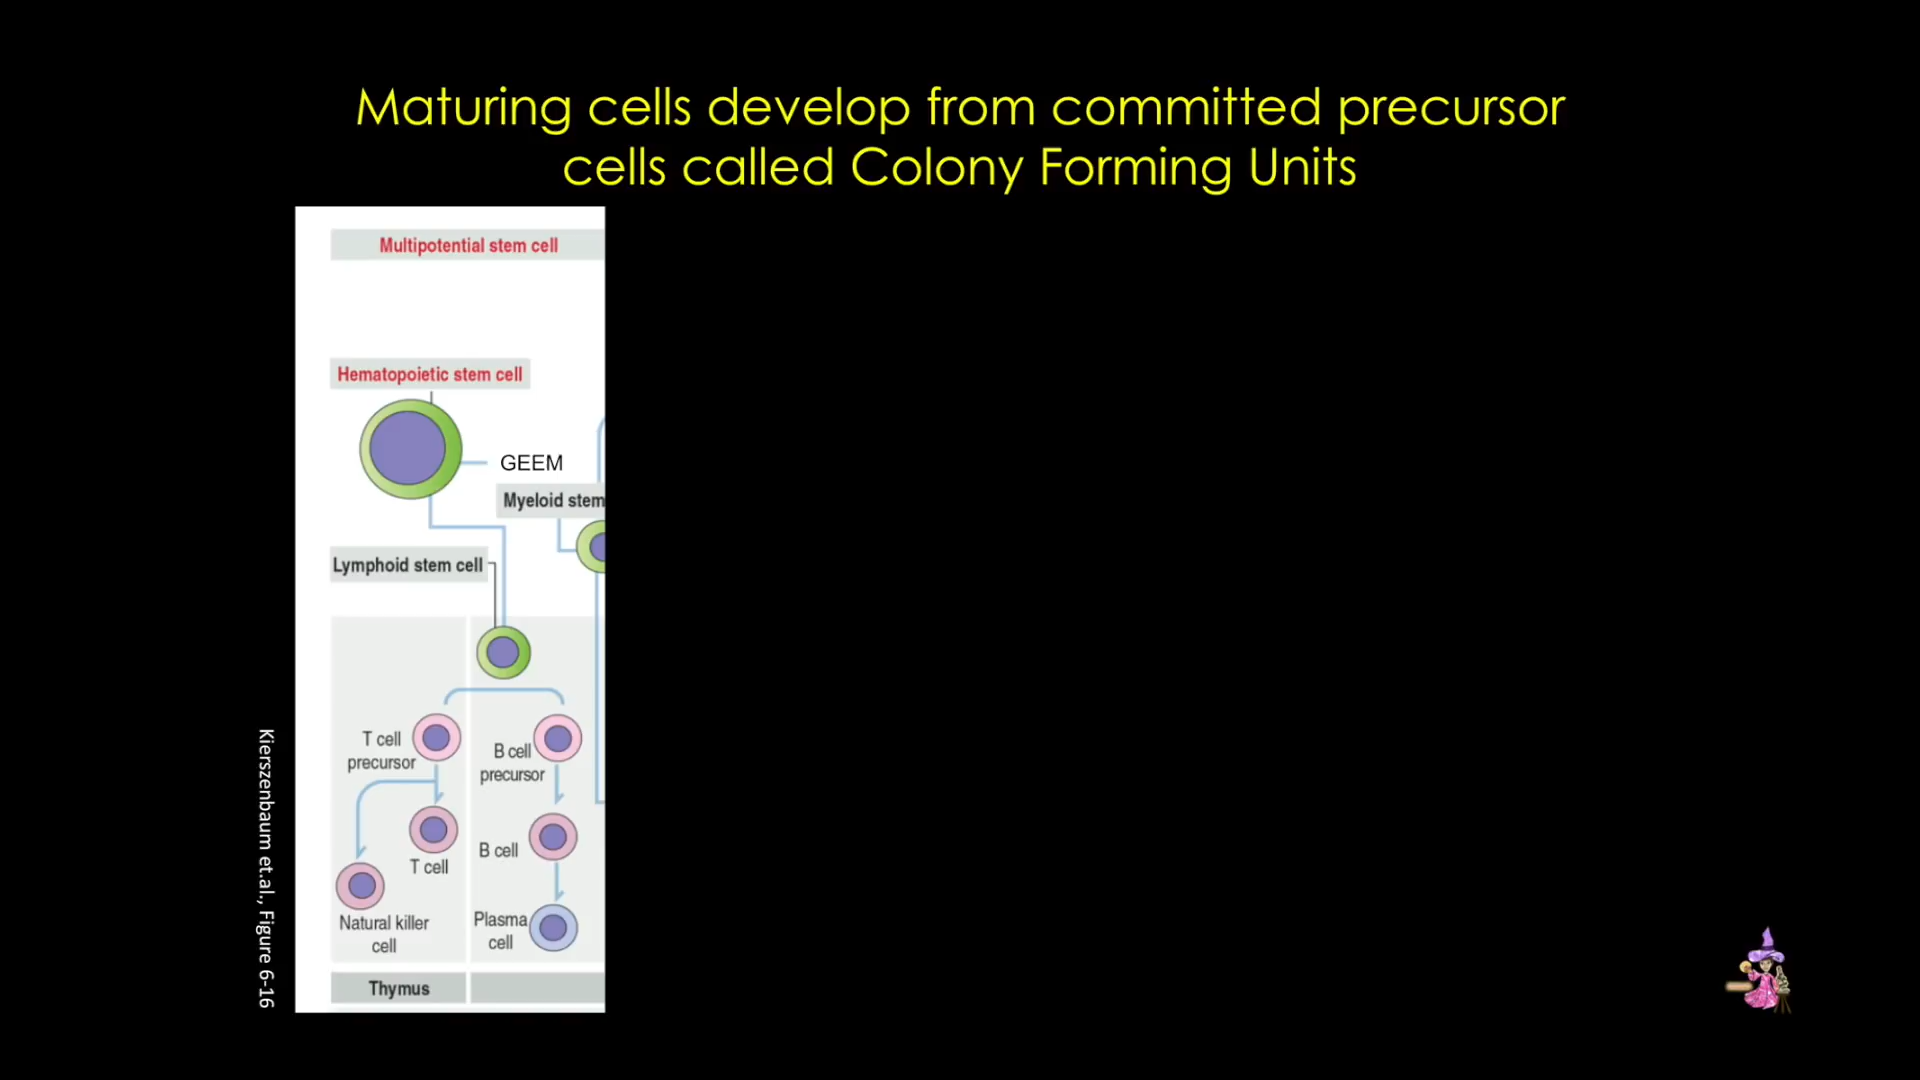 Maturing cells develop from committed precursor
cells called Colony Forming Units
Multipotential stem cell
Hematopoietic stem cell
GEEM
Myeloid stem
Lymphoid stem cell
T cell
precursor
B cell
precursor
T cell
B cell
Natural killer
cell
Plasma
cell
Thymus
Kierszenbaum et.al., Figure 6-16